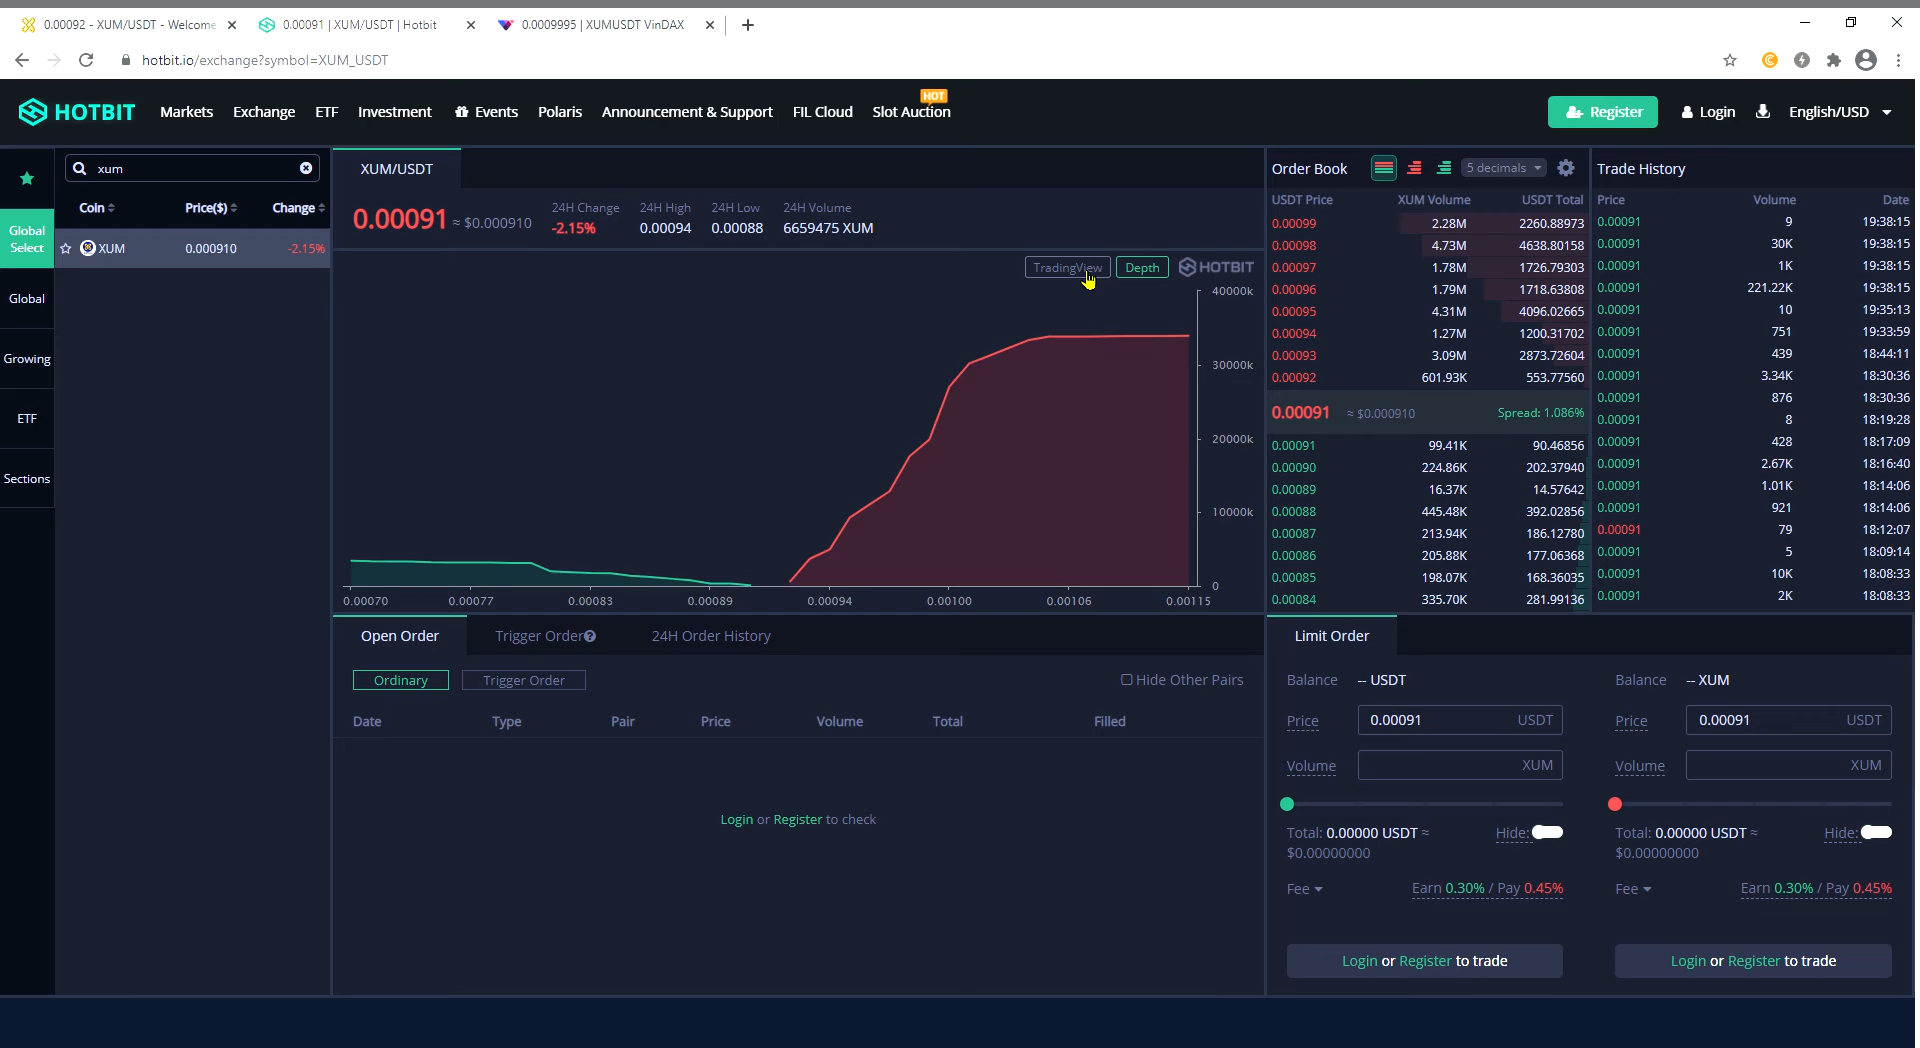 0.00092 - XUM/USDT - Welcome
0.00091 | XUM/USDT | Hotbit
0.0009995 | XUMUSDT VinDAX
hotbit.io/exchange?symbol=XUM_USDT
HOTBIT
Markets
Exchange
ETF
Investment
Events
Polaris
Announcement & Support
FIL Cloud
Slot Auction
HOT
Register
Login
English/USD
xum
Coin Price($) Change
XUM 0.000910 -2.15%
Global
Select
Global
Growing
ETF
Sections
XUM/USDT
0.00091 ≈ $0.000910
24H Change
-2.15%
24H High
0.00094
24H Low
0.00088
24H Volume
6659475 XUM
TradingView
Depth
HOTBIT
40000k
30000k
20000k
10000k
0
0.00070 0.00077 0.00083 0.00089 0.00094 0.00100 0.00106 0.00115
Order Book
5 decimals
USDT Price XUM Volume USDT Total
0.00099 2.28M 2260.88973
0.00098 4.73M 4638.80158
0.00097 1.78M 1726.79303
0.00096 1.79M 1718.63808
0.00095 4.31M 4096.02665
0.00094 1.27M 1200.31702
0.00093 3.09M 2873.72604
0.00092 601.93K 553.77560
0.00091 ≈ $0.000910 Spread: 1.086%
0.00091 99.41K 90.46856
0.00090 224.86K 202.37940
0.00089 16.37K 14.57642
0.00088 445.48K 392.02856
0.00087 213.94K 186.12780
0.00086 205.88K 177.06368
0.00085 198.07K 168.36035
0.00084 335.70K 281.99136
Trade History
Price Volume Date
0.00091 9 19:38:15
0.00091 30K 19:38:15
0.00091 1K 19:38:15
0.00091 221.22K 19:38:15
0.00091 10 19:35:13
0.00091 751 19:33:59
0.00091 439 18:44:11
0.00091 3.34K 18:30:36
0.00091 876 18:30:36
0.00091 8 18:19:28
0.00091 428 18:17:09
0.00091 2.67K 18:16:40
0.00091 1.01K 18:14:06
0.00091 921 18:14:06
0.00091 79 18:12:07
0.00091 5 18:09:14
0.00091 10K 18:08:33
0.00091 2K 18:08:33
Open Order
Trigger Order
24H Order History
Ordinary
Trigger Order
Hide Other Pairs
Date Type Pair Price Volume Total Filled
Login or Register to check
Limit Order
Balance -- USDT
Price 0.00091 USDT
Volume XUM
Total: 0.00000 USDT ≈
$0.00000000
Hide:
Fee Earn 0.30% / Pay 0.45%
Login or Register to trade
Balance -- XUM
Price 0.00091 USDT
Volume XUM
Total: 0.00000 USDT ≈
$0.00000000
Hide:
Fee Earn 0.30% / Pay 0.45%
Login or Register to trade